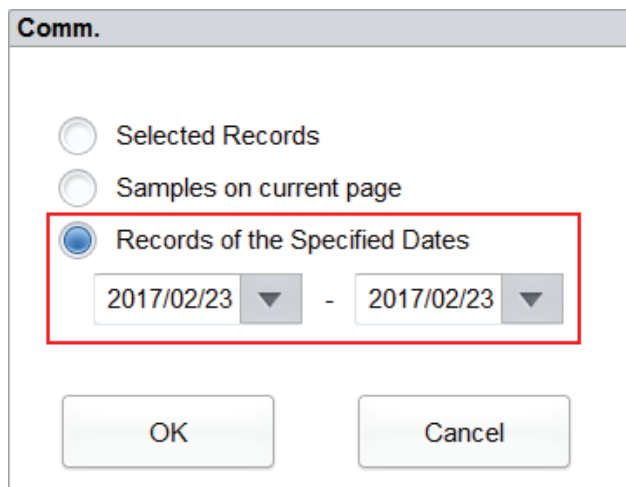 Comm.
Selected Records
Samples on current page
Records of the Specified Dates
2017/02/23 - 2017/02/23
OK Cancel